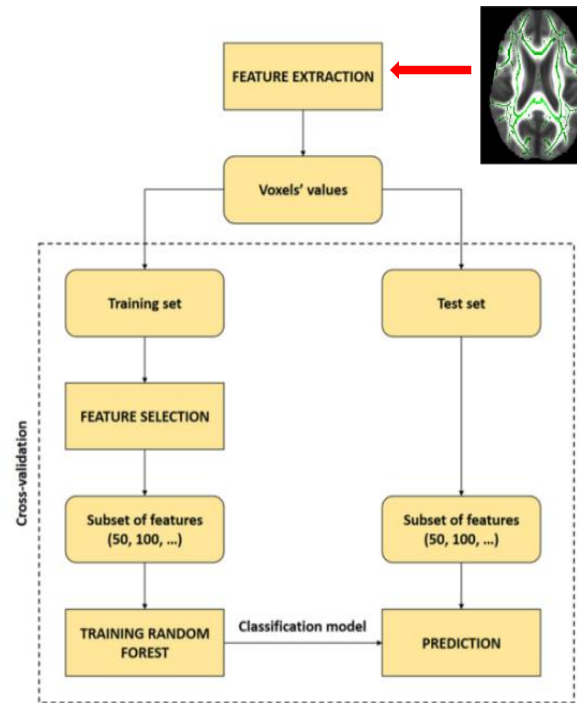 FEATURE EXTRACTION
Voxels' values
Training set
Test set
FEATURE SELECTION
Cross-validation
Subset of features
(50, 100, ...)
Subset of features
(50, 100, ...)
TRAINING RANDOM
FOREST
Classification model
PREDICTION